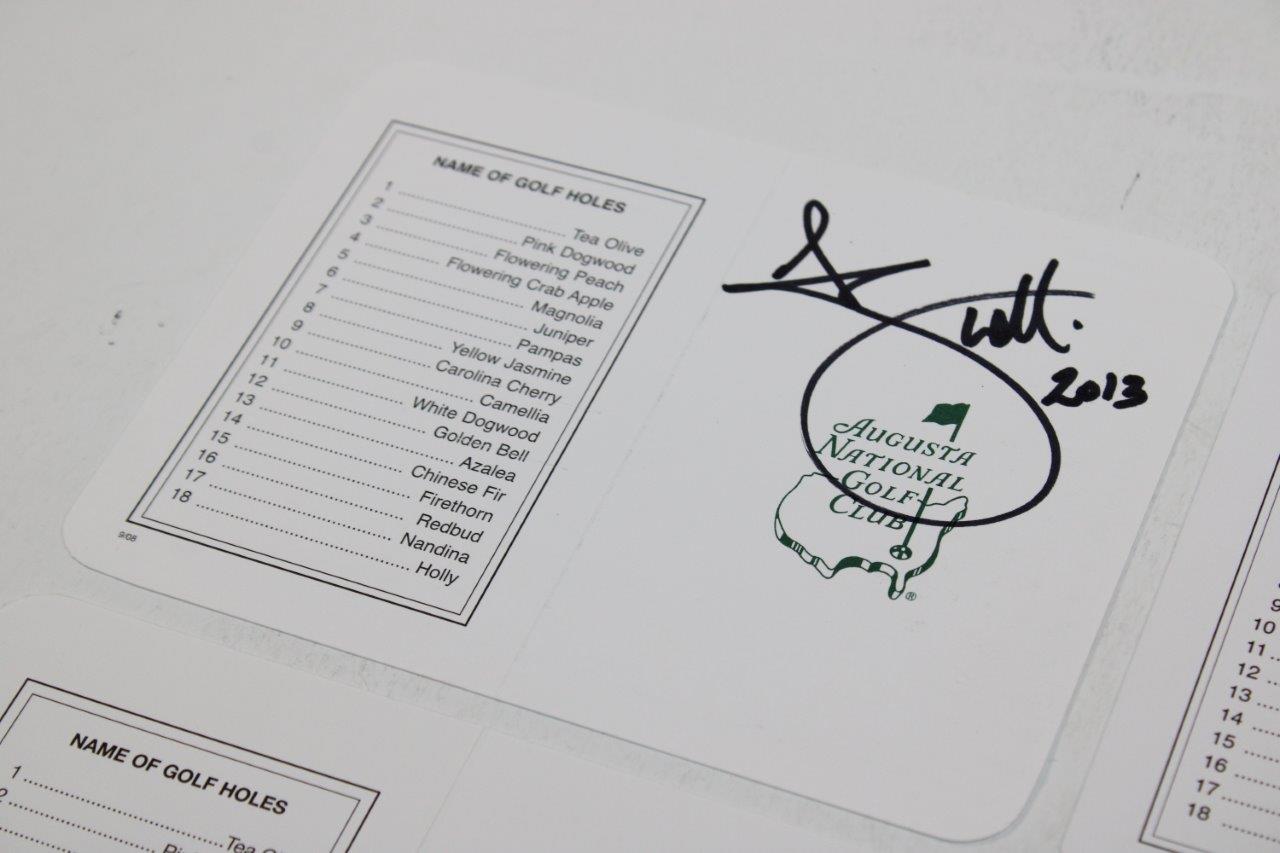 NAME OF GOLF HOLES
1 .......... Tea Olive
2 .......... Pink Dogwood
3 .......... Flowering Peach
4 .......... Flowering Crab Apple
5 .......... Magnolia
6 .......... Juniper
7 .......... Pampas
8 .......... Yellow Jasmine
9 .......... Carolina Cherry
10 .......... Camellia
11 .......... White Dogwood
12 .......... Golden Bell
13 .......... Azalea
14 .......... Chinese Fir
15 .......... Firethorn
16 .......... Redbud
17 .......... Nandina
18 .......... Holly
9/08
Scott.
2013
AUGUSTA
NATIONAL
GOLF
CLUB
®
NAME OF GOLF HOLES
1 .......... Tea
2 ..........
9
10
11
12
13
14
15
16
17
18